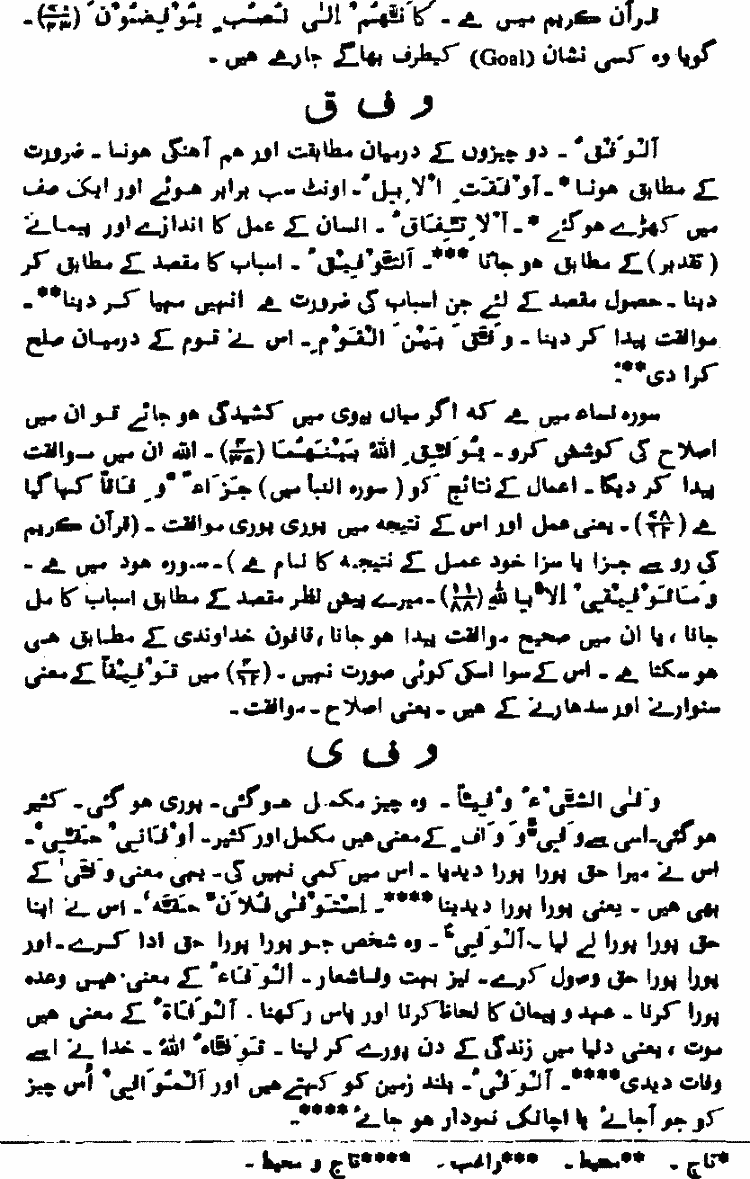 قرآن کریم میں ہے ۔ کَاَنَّھُمْ اِلٰی نُصُبٍ یُّوْفِضُوْنَ (۷۰/۴۳)۔
گویا وہ کسی نشان (Goal) کیطرف بھاگے جارہے ہیں ۔
و ف ق
اَلْوَفْقُ ۔ دو چیزوں کے درمیان مطابقت اور ہم آہنگی ہونا ۔ ضرورت
کے مطابق ہونا*۔ اَوْفَقَتِ الْاِبِلُ ۔ اونٹ سب برابر ہوئے اور ایک صف
میں کھڑے ہوگئے *۔ اَلْاِتِّفَاقُ ۔ انسان کے عمل کا اندازے اور پیمانے
(تقدیر) کے مطابق ہو جانا ***۔ اَلتَّوْفِیْقُ ۔ اسباب کا مقصد کے مطابق کر
دینا ۔ حصول مقصد کے لئے جن اسباب کی ضرورت ہے انہیں مہیا کر دینا**۔
موافقت پیدا کر دینا ۔ وَفَّقَ بَیْنَ الْقَوْمِ ۔ اس نے قوم کے درمیان صلح
کرا دی**۔
سورہ نساء میں ہے کہ اگر میاں بیوی میں کشیدگی ہو جائے تو ان میں
اصلاح کی کوشش کرو ۔ یُوَفِّقِ اللّٰہُ بَیْنَھُمَا (۴/۳۵)۔ اللہ ان میں موافقت
پیدا کر دیگا ۔ اعمال کے نتائج کو (سورہ النبأ میں) جَزَاءً وِّفَاقاً کہا گیا
ہے (۷۸/۲۶)۔ یعنی عمل اور اس کے نتیجہ میں پوری پوری موافقت ۔ (قرآن کریم
کی رو سے جزا یا سزا خود عمل کے نتیجہ کا نام ہے)۔ سورہ ھود میں ہے ۔
وَمَا تَوْفِیْقِیْ اِلَّا بِاللّٰہِ (۱۱/۸۸)۔ میرے پیش نظر مقصد کے مطابق اسباب کا مل
جانا ، یا ان میں صحیح موافقت پیدا ہو جانا ، قانون خداوندی کے مطابق ہی
ہو سکتا ہے ۔ اس کے سوا اسکی کوئی صورت نہیں ۔ (۴/۶۲) میں تَوْفِیْقاً کے معنی
سنوارنے اور سدھارنے کے ہیں ۔ یعنی اصلاح ۔ موافقت ۔
و ف ی
وَفَی الشَّیْءُ وُفِیّاً ۔ وہ چیز مکمل ہوگئی۔ پوری ہو گئی۔ کثیر
ہوگئی۔ اسی سے وَفِیٌّ وَ وَافٍ کے معنی ہیں مکمل اور کثیر۔ اَوْفَانِیْ حَقِّیْ ۔
اس نے میرا حق پورا پورا دیدیا ۔ اس میں کمی نہیں کی۔ یہی معنی وَفّٰی کے
بھی ہیں ۔ یعنی پورا پورا دیدینا****۔ اِسْتَوْفٰی فُلَانٌ حَقَّہٗ ۔ اس نے اپنا
حق پورا پورا لے لیا ۔ اَلْوَفِیُّ ۔ وہ شخص جو پورا پورا حق ادا کرے ۔ اور
پورا پورا حق وصول کرے۔ نیز بہت وفاشعار ۔ اَلْوَفَاءُ کے معنی ہیں وعدہ
پورا کرنا ۔ عہد و پیمان کا لحاظ کرنا اور پاس رکھنا ۔ اَلْوَفَاۃُ کے معنی ہیں
موت ، یعنی دنیا میں زندگی کے دن پورے کر لینا ۔ تَوَفَّاہُ اللّٰہُ ۔ خدا نے اسے
وفات دیدی****۔ اَلْوَفْیُ ۔ بلند زمین کو کہتے ہیں اور اَلْمُوَافِیْ اُس چیز
کو جو آجائے یا اچانک نمودار ہو جائے****۔
*تاج ۔ **محیط ۔ ***راغب ۔ ****تاج و محیط ۔